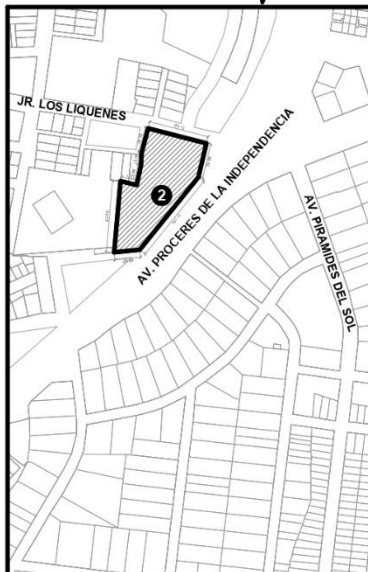 JR. LOS LIQUENES
2
AV. PROCERES DE LA INDEPENDENCIA
AV. PIRAMIDES DEL SOL